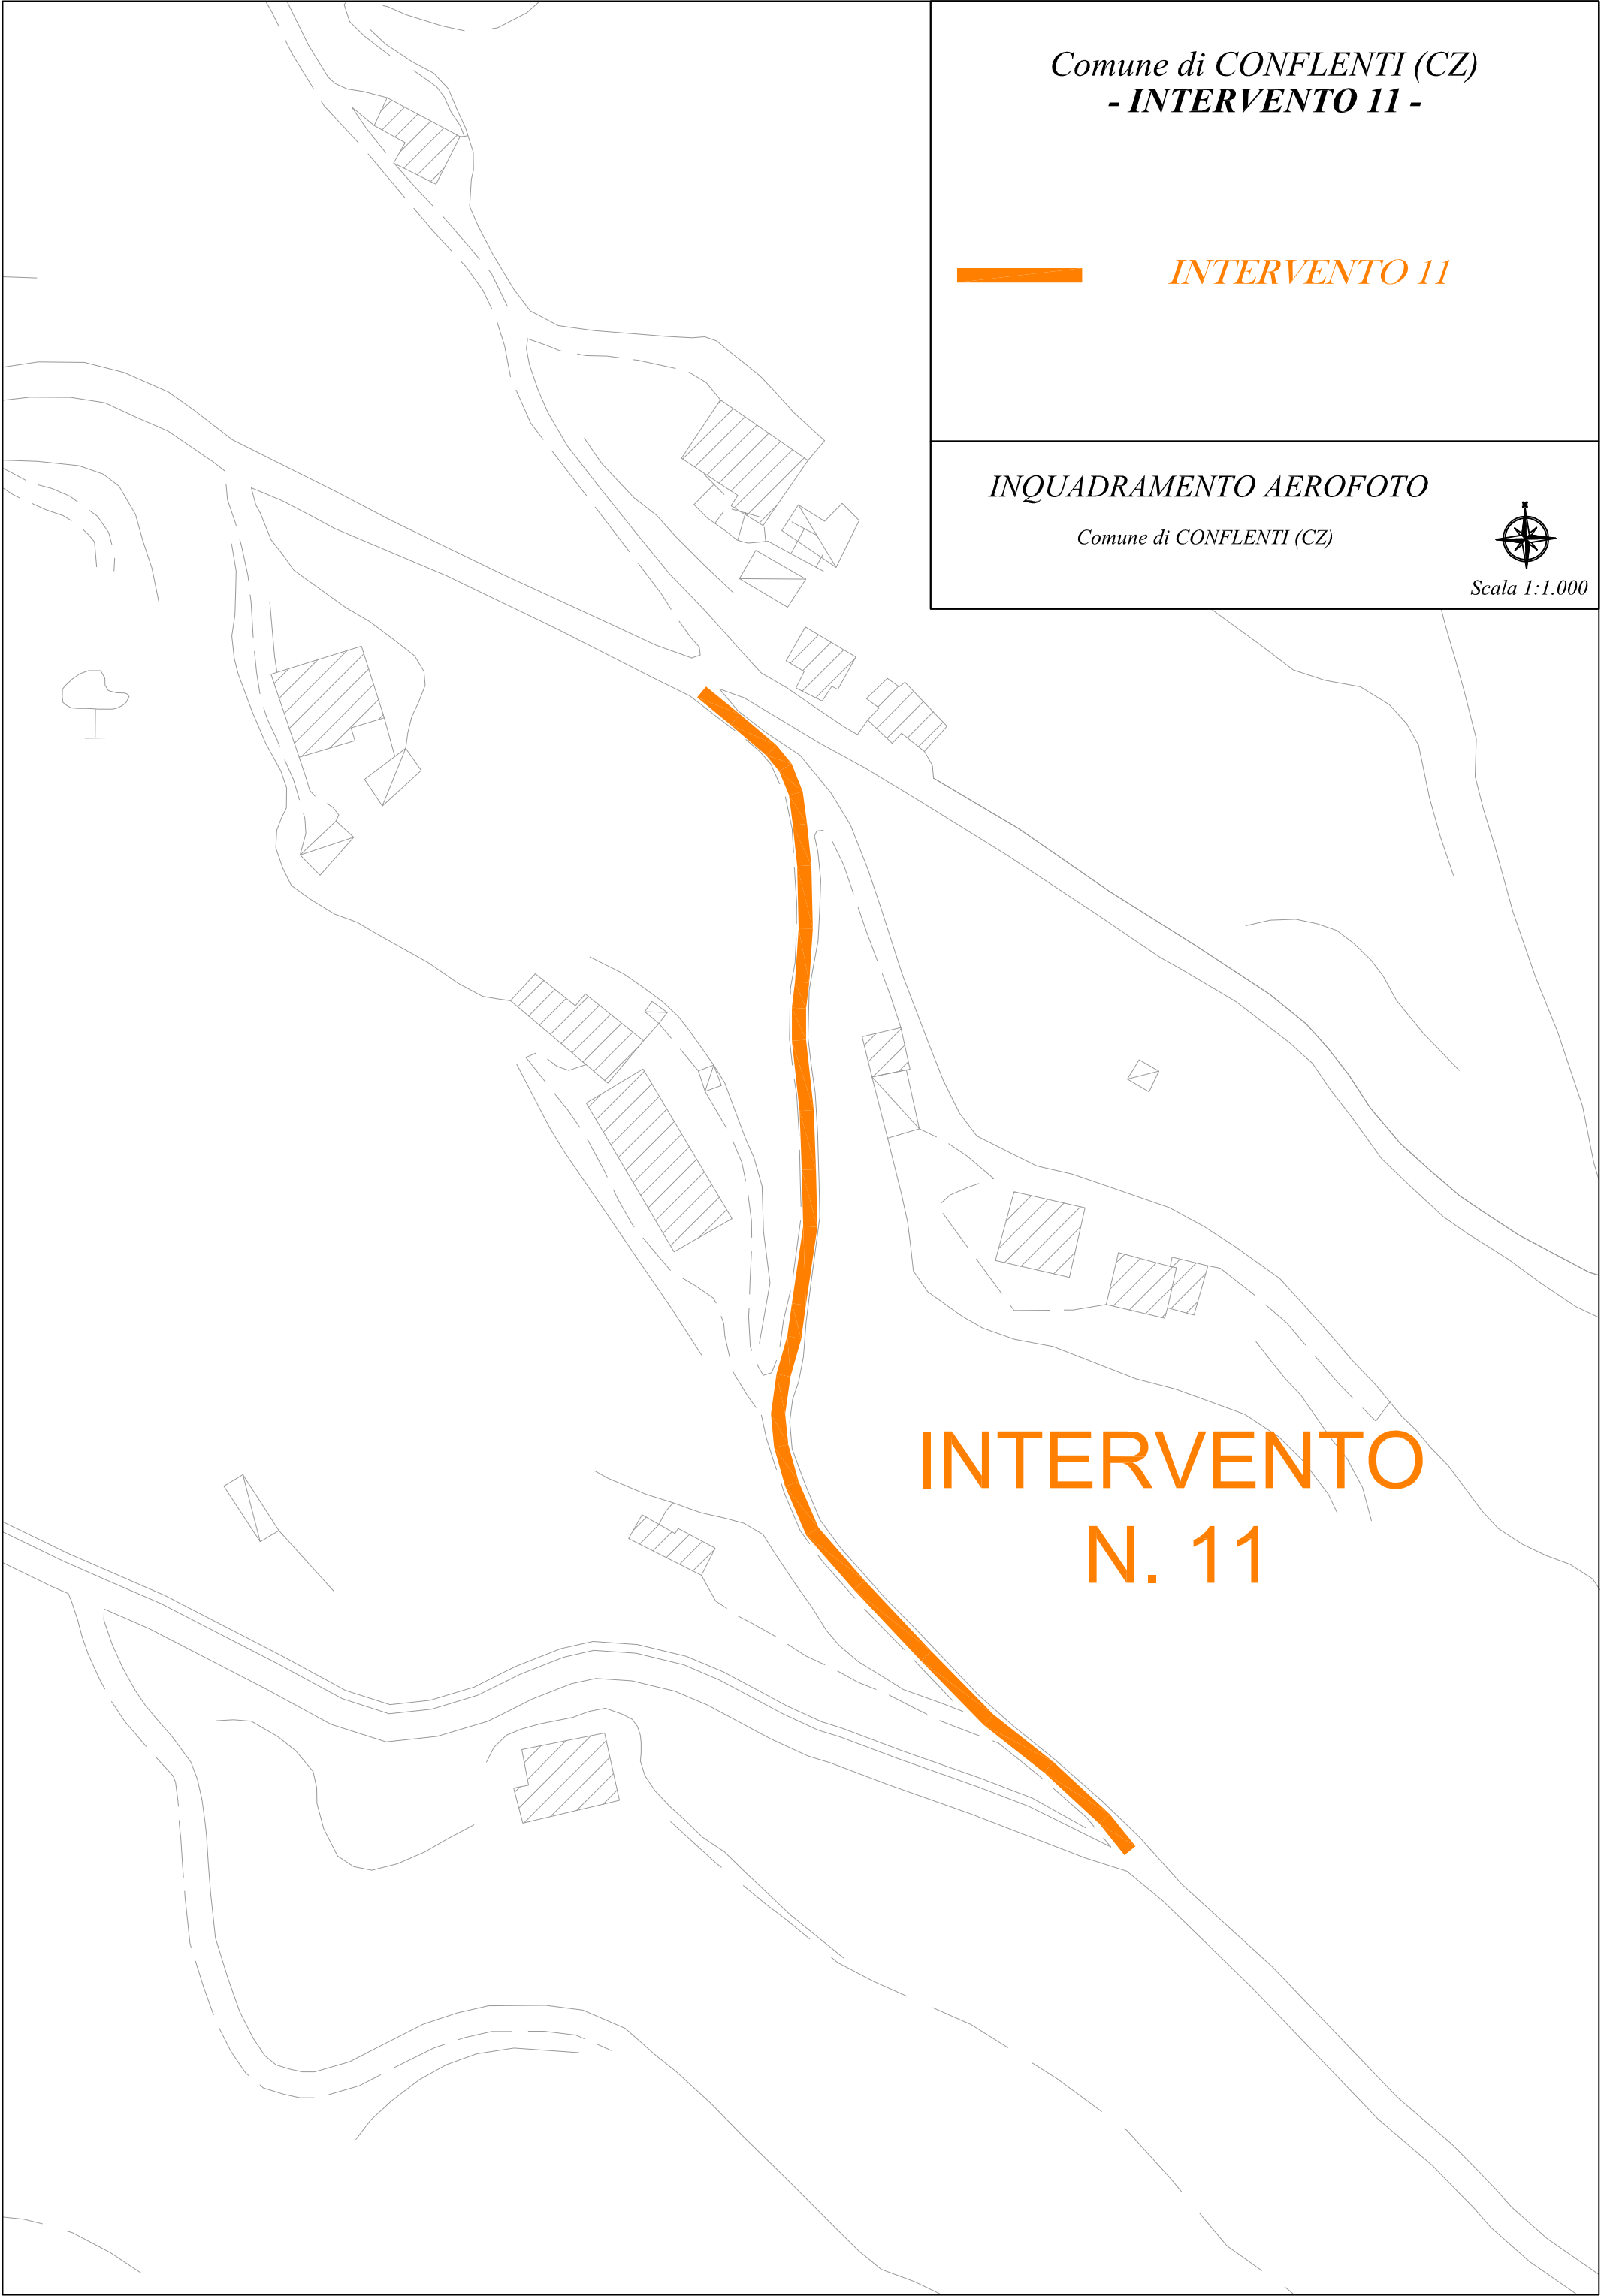 Comune di CONFLENTI (CZ)
- INTERVENTO 11 -
INTERVENTO 11
INQUADRAMENTO AEROFOTO
Comune di CONFLENTI (CZ)
Scala 1:1.000
INTERVENTO
N. 11